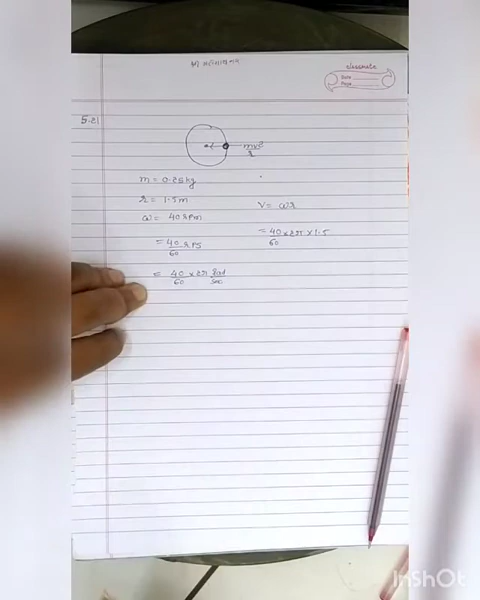 classmate
Date
Page
5.21
mv²
r
m = 0.25kg
r = 1.5m
ω = 40 rpm
= 40/60 rps
= 40/60 × 2π rad/sec
V = ωr
= 40/60 × 2π × 1.5
InShOt